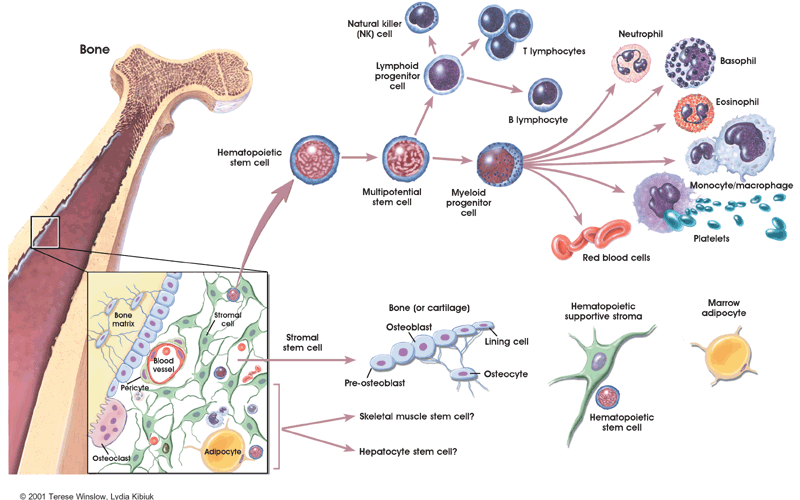 Bone
Natural killer
(NK) cell
T lymphocytes
Lymphoid
progenitor
cell
B lymphocyte
Neutrophil
Basophil
Eosinophil
Hematopoietic
stem cell
Multipotential
stem cell
Myeloid
progenitor
cell
Monocyte/macrophage
Platelets
Red blood cells
Bone
matrix
Stromal
cell
Blood
vessel
Pericyte
Osteoclast
Adipocyte
Stromal
stem cell
Bone (or cartilage)
Osteoblast
Lining cell
Pre-osteoblast
Osteocyte
Skeletal muscle stem cell?
Hepatocyte stem cell?
Hematopoietic
supportive stroma
Hematopoietic
stem cell
Marrow
adipocyte
© 2001 Terese Winslow, Lydia Kibiuk